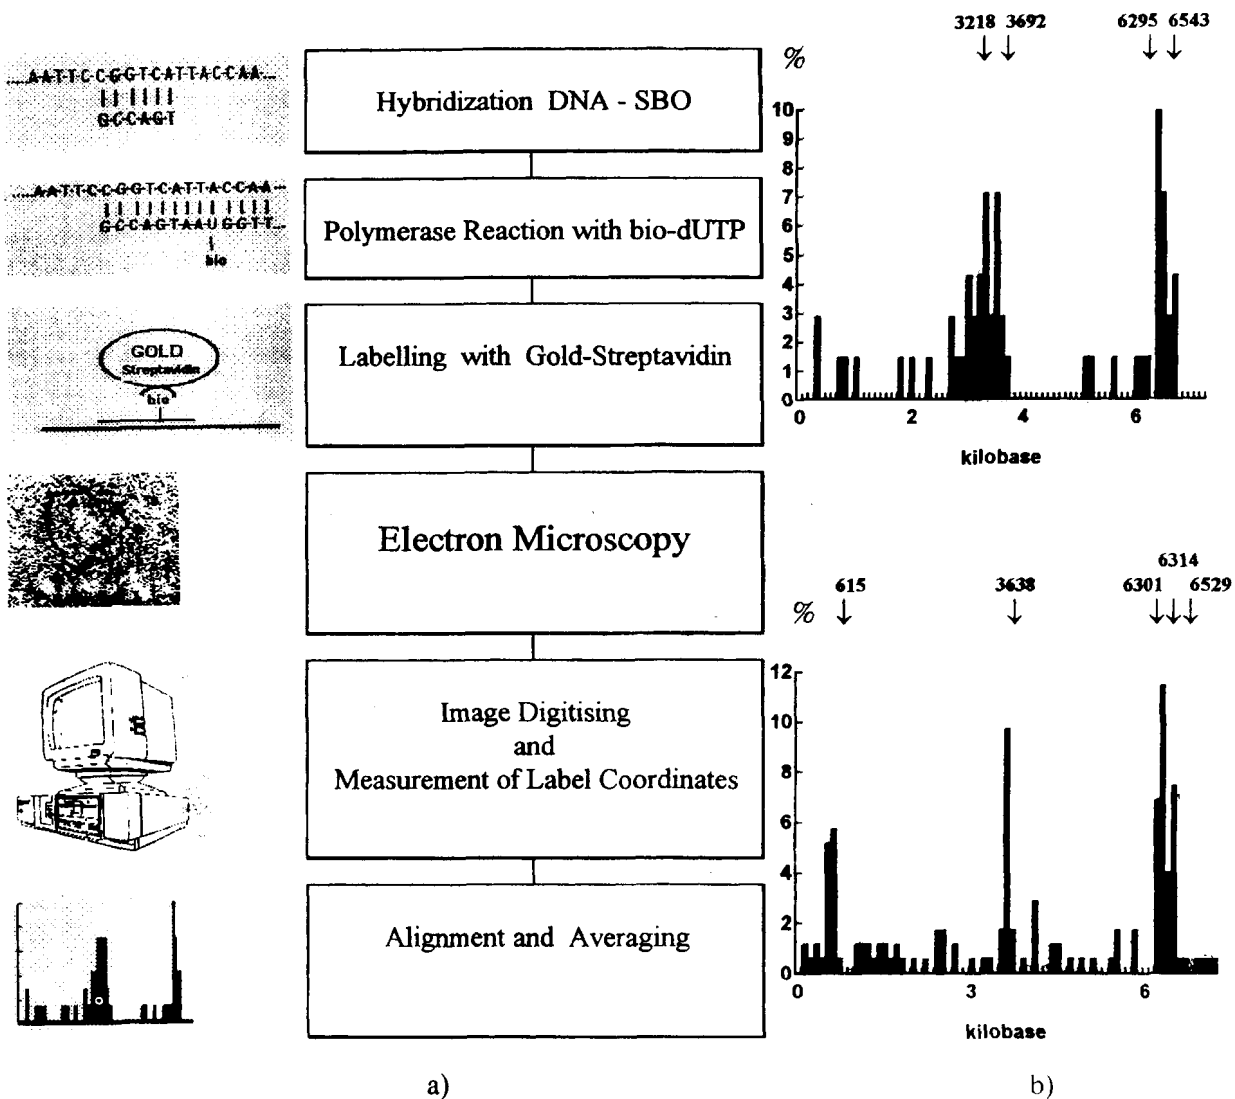 .....AATTCCGGTCATTACCAA...
GCCAGT
Hybridization DNA - SBO
.....AATTCCGGTCATTACCAA...
GCCAGTAAUGGTT...
bio
Polymerase Reaction with bio-dUTP
GOLD
Streptavidin
bio
Labelling with Gold-Streptavidin
Electron Microscopy
Image Digitising
and
Measurement of Label Coordinates
Alignment and Averaging
a)
3218 3692 6295 6543
%
10
9
8
7
6
5
4
3
2
1
0
0 2 4 6
kilobase
6314
615 3638 6301 6529
%
12
10
8
6
4
2
0
0 3 6
kilobase
b)